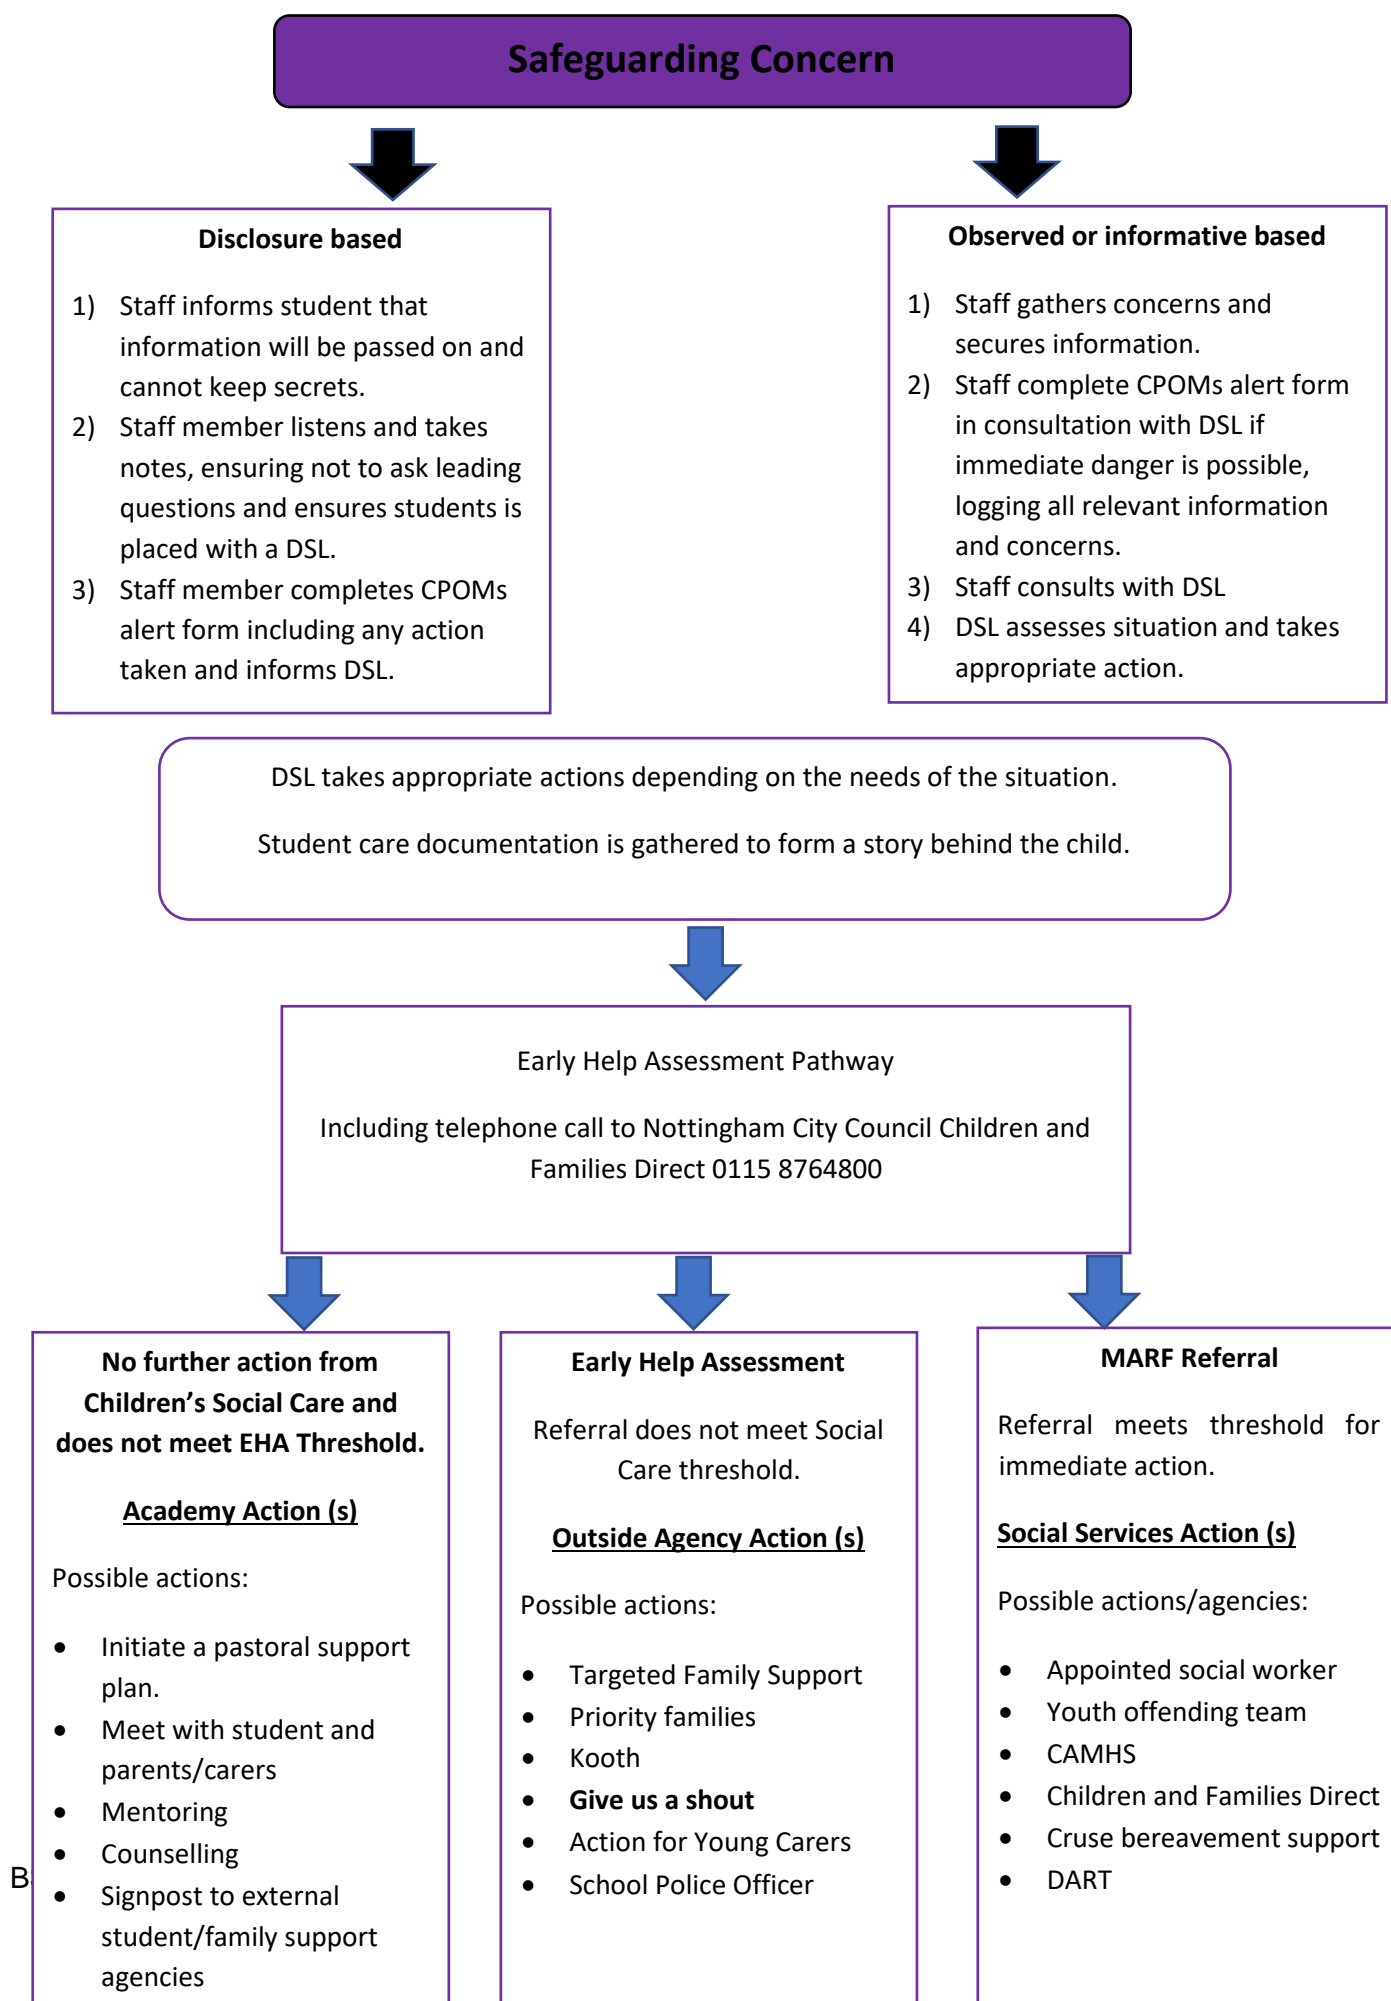 Safeguarding Concern
Disclosure based
1) Staff informs student that
information will be passed on and
cannot keep secrets.
2) Staff member listens and takes
notes, ensuring not to ask leading
questions and ensures students is
placed with a DSL.
3) Staff member completes CPOMs
alert form including any action
taken and informs DSL.
Observed or informative based
1) Staff gathers concerns and
secures information.
2) Staff complete CPOMs alert form
in consultation with DSL if
immediate danger is possible,
logging all relevant information
and concerns.
3) Staff consults with DSL
4) DSL assesses situation and takes
appropriate action.
DSL takes appropriate actions depending on the needs of the situation.
Student care documentation is gathered to form a story behind the child.
Early Help Assessment Pathway
Including telephone call to Nottingham City Council Children and
Families Direct 0115 8764800
No further action from
Children’s Social Care and
does not meet EHA Threshold.
Academy Action (s)
Possible actions:
• Initiate a pastoral support
plan.
• Meet with student and
parents/carers
• Mentoring
• Counselling
• Signpost to external
student/family support
agencies
Early Help Assessment
Referral does not meet Social
Care threshold.
Outside Agency Action (s)
Possible actions:
• Targeted Family Support
• Priority families
• Kooth
• Give us a shout
• Action for Young Carers
• School Police Officer
MARF Referral
Referral meets threshold for
immediate action.
Social Services Action (s)
Possible actions/agencies:
• Appointed social worker
• Youth offending team
• CAMHS
• Children and Families Direct
• Cruse bereavement support
• DART